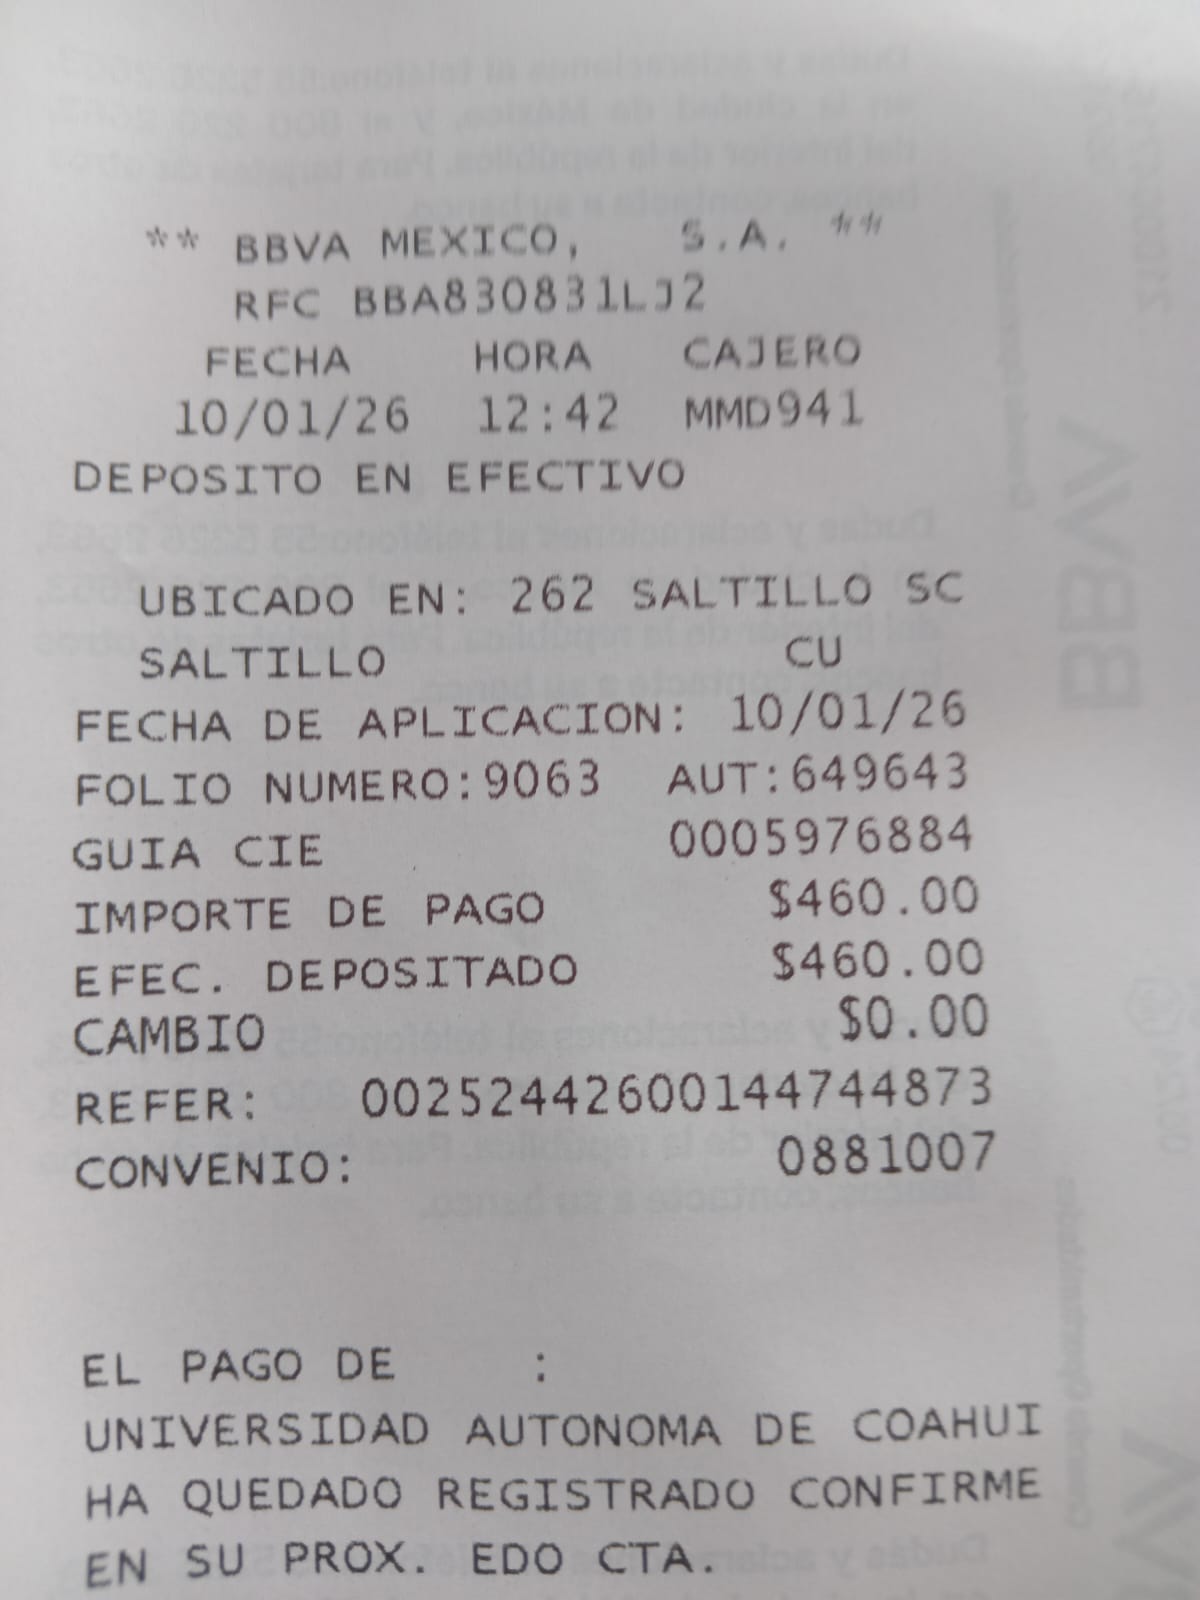 ** BBVA MEXICO, S.A. **
RFC BBA830831LJ2
FECHA HORA CAJERO
10/01/26 12:42 MMD941
DEPOSITO EN EFECTIVO
UBICADO EN: 262 SALTILLO SC
SALTILLO CU
FECHA DE APLICACION: 10/01/26
FOLIO NUMERO:9063 AUT:649643
GUIA CIE 0005976884
IMPORTE DE PAGO $460.00
EFEC. DEPOSITADO $460.00
CAMBIO $0.00
REFER: 00252442600144744873
CONVENIO: 0881007
EL PAGO DE :
UNIVERSIDAD AUTONOMA DE COAHUI
HA QUEDADO REGISTRADO CONFIRME
EN SU PROX. EDO CTA.